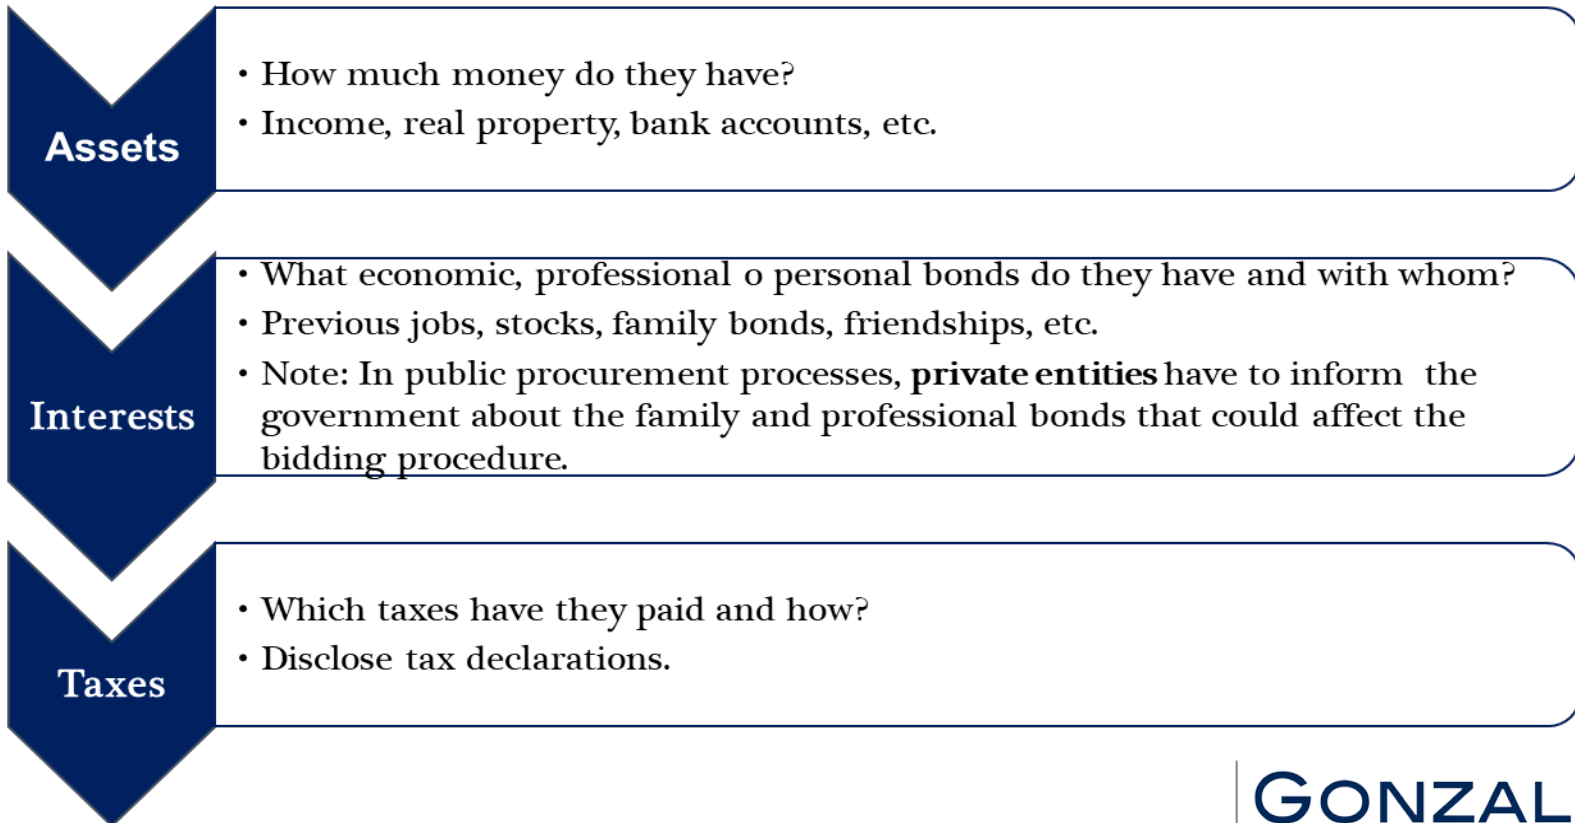 Assets
• How much money do they have?
• Income, real property, bank accounts, etc.
Interests
• What economic, professional o personal bonds do they have and with whom?
• Previous jobs, stocks, family bonds, friendships, etc.
• Note: In public procurement processes, private entities have to inform the
government about the family and professional bonds that could affect the
bidding procedure.
Taxes
• Which taxes have they paid and how?
• Disclose tax declarations.
GONZAL